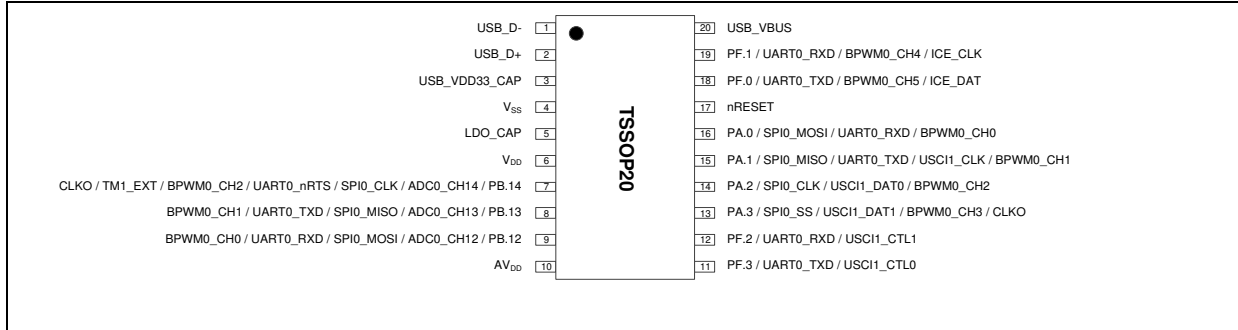 USB_D- 1
USB_D+ 2
USB_VDD33_CAP 3
VSS 4
LDO_CAP 5
VDD 6
CLKO / TM1_EXT / BPWM0_CH2 / UART0_nRTS / SPI0_CLK / ADC0_CH14 / PB.14 7
BPWM0_CH1 / UART0_TXD / SPI0_MISO / ADC0_CH13 / PB.13 8
BPWM0_CH0 / UART0_RXD / SPI0_MOSI / ADC0_CH12 / PB.12 9
AVDD 10
TSSOP20
20 USB_VBUS
19 PF.1 / UART0_RXD / BPWM0_CH4 / ICE_CLK
18 PF.0 / UART0_TXD / BPWM0_CH5 / ICE_DAT
17 nRESET
16 PA.0 / SPI0_MOSI / UART0_RXD / BPWM0_CH0
15 PA.1 / SPI0_MISO / UART0_TXD / USCI1_CLK / BPWM0_CH1
14 PA.2 / SPI0_CLK / USCI1_DAT0 / BPWM0_CH2
13 PA.3 / SPI0_SS / USCI1_DAT1 / BPWM0_CH3 / CLKO
12 PF.2 / UART0_RXD / USCI1_CTL1
11 PF.3 / UART0_TXD / USCI1_CTL0